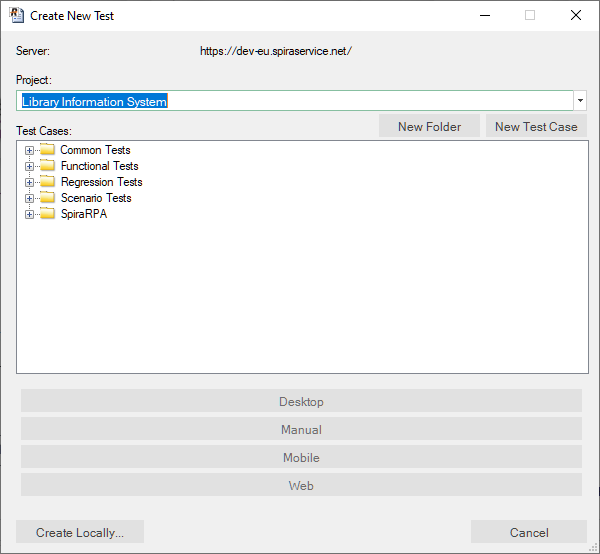 Create New Test
Server: https://dev-eu.spiraservice.net/
Project:
Library Information System
New Folder New Test Case
Test Cases:
Common Tests
Functional Tests
Regression Tests
Scenario Tests
SpiraRPA
Desktop
Manual
Mobile
Web
Create Locally... Cancel